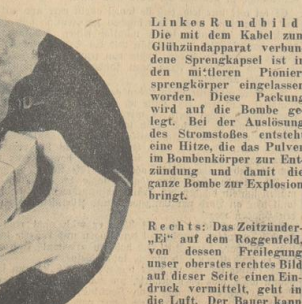 Linkes Rundbild
Die mit dem Kabel zum
Glühzündapparat verbun
dene Sprengkapsel ist in
den mittleren Pionier
sprengkörper eingelassen
worden. Diese Packung
wird auf die Bombe ge
legt. Bei der Auslösung
des Stromstoßes entsteh
eine Hitze, die das Pulver
im Bombenkörper zur Ent
zündung und damit die
ganze Bombe zur Explosion
bringt.
Rechts: Das Zeitzünder-
„Ei“ auf dem Roggenfeld,
von dessen Freilegung
unser oberstes rechtes Bild
auf dieser Seite einen Ein-
druck vermittelt, geht in
die Luft. Der Bauer kann